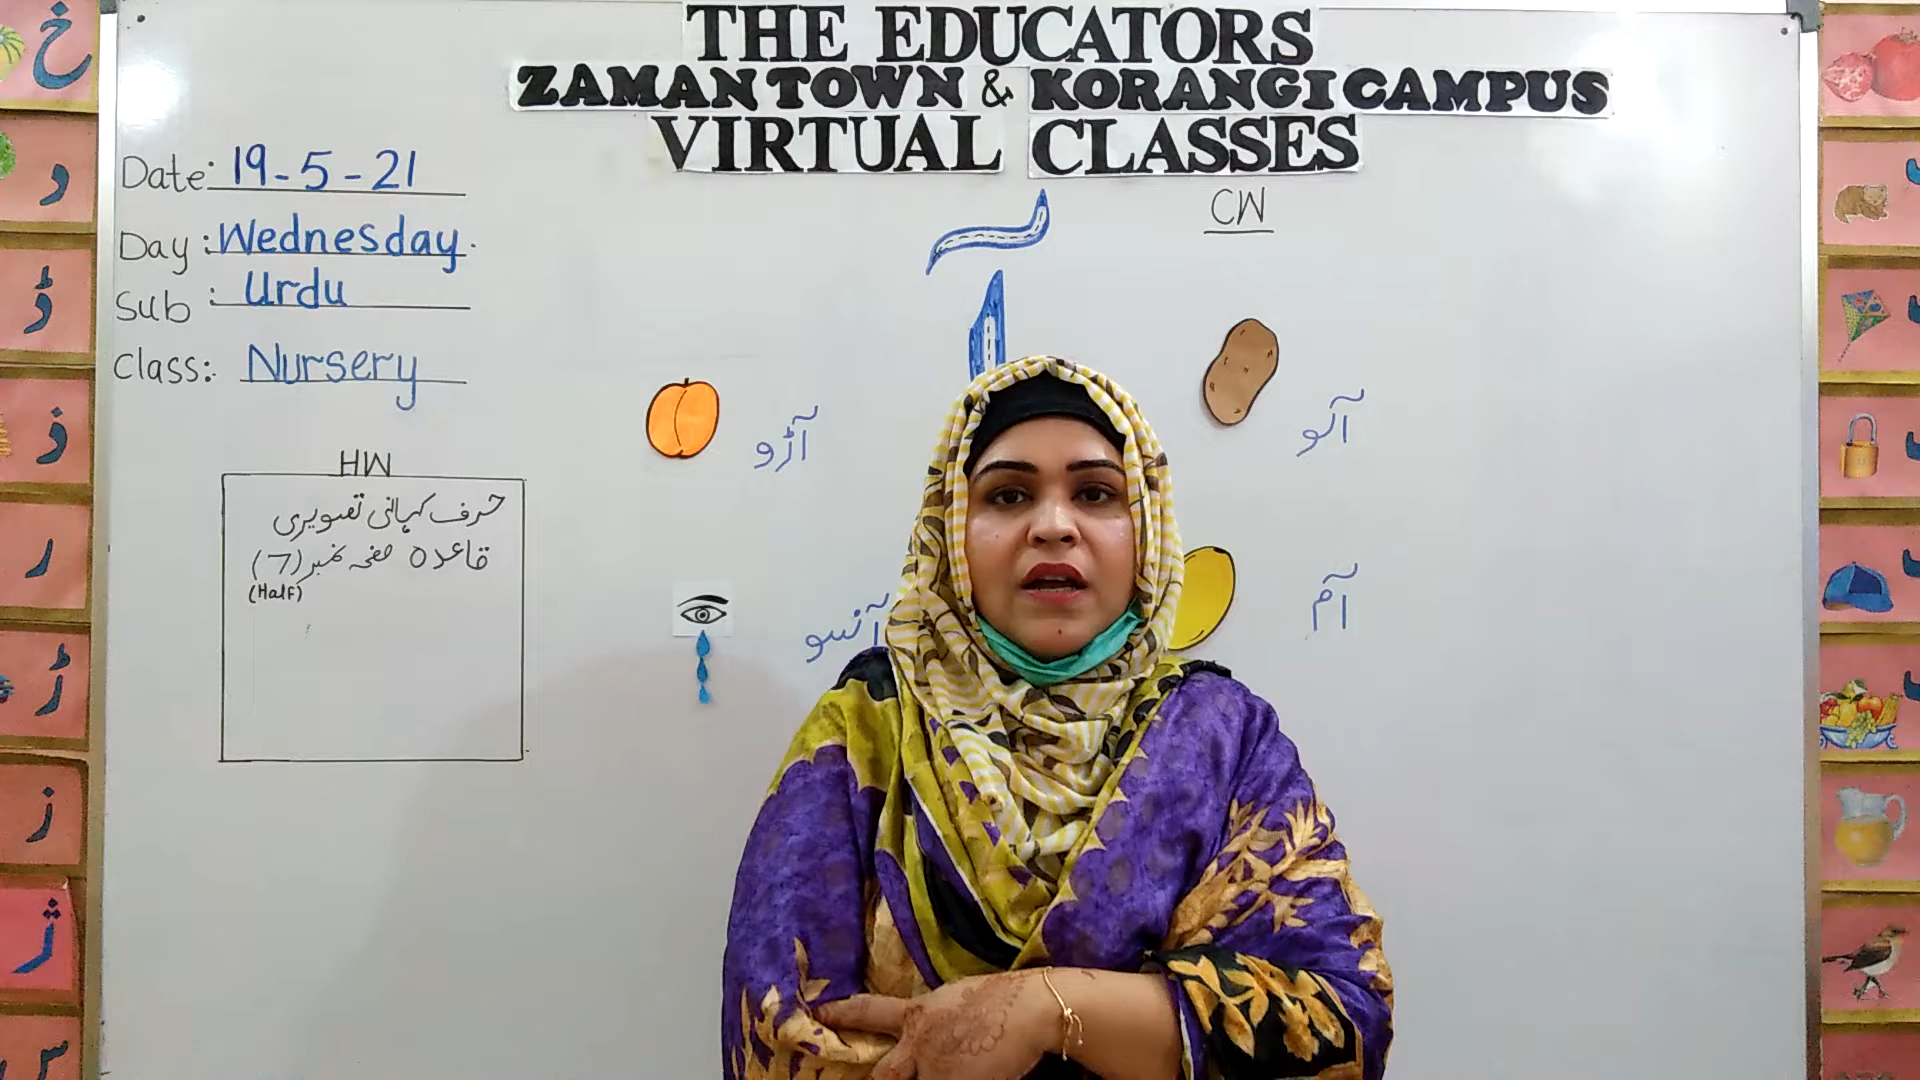 THE EDUCATORS
ZAMAN TOWN & KORANGI CAMPUS
VIRTUAL CLASSES
Date: 19-5-21
Day: Wednesday.
Sub: Urdu
Class: Nursery
CW
آ
آڑو
آلو
آنسو
آم
HW
حرف کہانی تصویری
قاعدہ صفحہ نمبر (7)
(Half)
خ
د
ڈ
ذ
ر
ڑ
ز
ژ
س